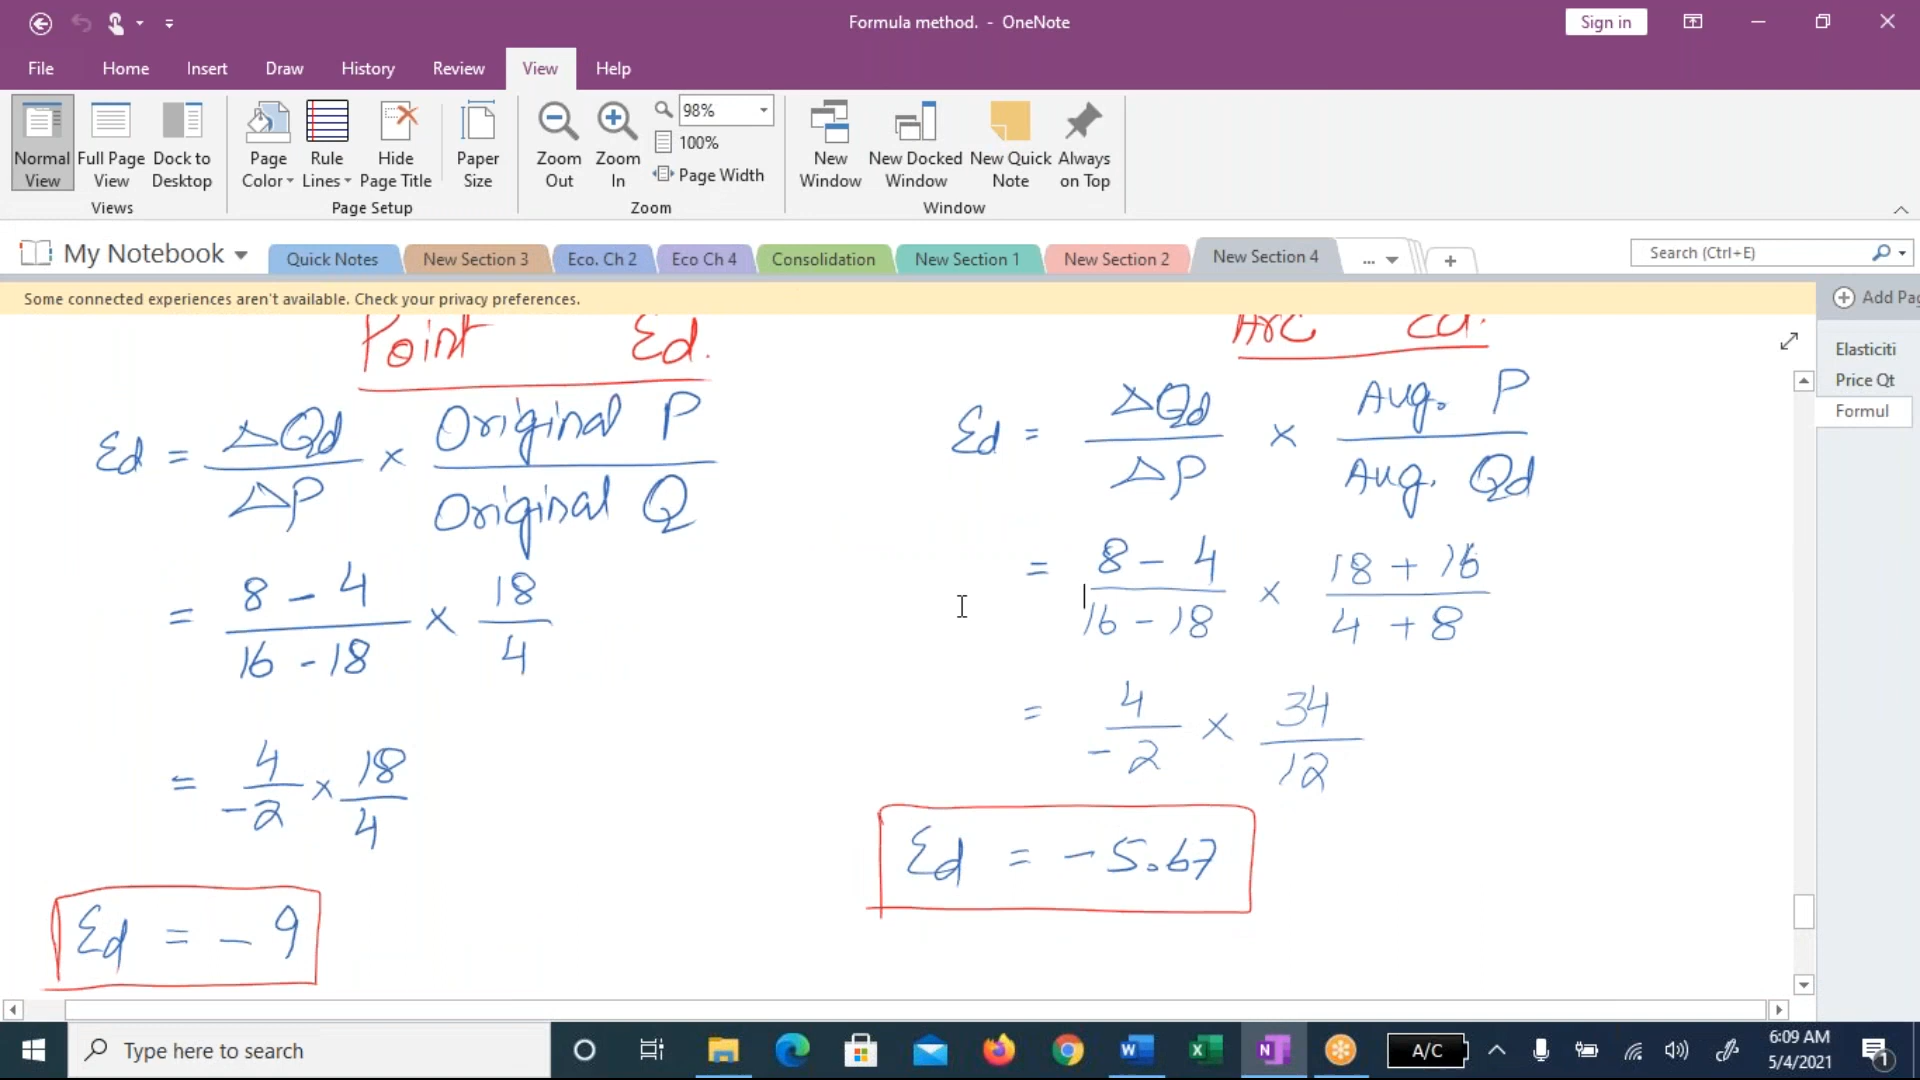 Formula method. - OneNote
Sign in
File Home Insert Draw History Review View Help
98%
100%
Page Width
Normal View
Full Page View
Dock to Desktop
Page Color
Rule Lines
Hide Page Title
Paper Size
Zoom Out
Zoom In
New Window
New Docked Window
New Quick Note
Always on Top
Views
Page Setup
Zoom
Window
My Notebook
Quick Notes New Section 3 Eco. Ch 2 Eco Ch 4 Consolidation New Section 1 New Section 2 New Section 4 ... +
Search (Ctrl+E)
Some connected experiences aren't available. Check your privacy preferences.
Add Pag
Elasticiti
Price Qt
Formul
Point Ed.
Ed = ΔQd / ΔP × Original P / Original Q
= 8 - 4 / 16 - 18 × 18 / 4
= 4 / -2 × 18 / 4
Ed = - 9
Arc Ed.
Ed = ΔQd / ΔP × Avg. P / Avg. Qd
= 8 - 4 / 16 - 18 × 18 + 16 / 4 + 8
= 4 / -2 × 34 / 12
Ed = - 5.67
Type here to search
A/C
6:09 AM
5/4/2021
1